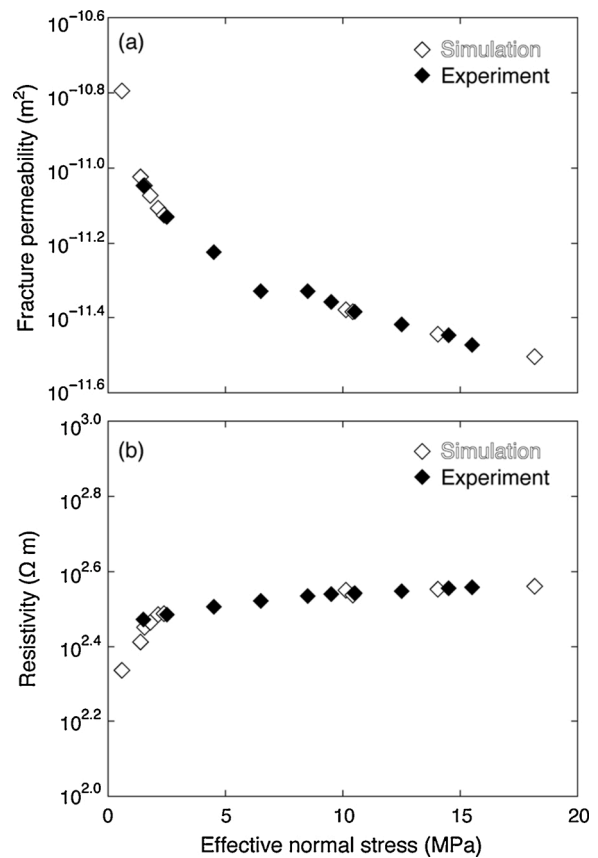 10^−10.6
(a)
Simulation
Experiment
10^−10.8
10^−11.0
10^−11.2
10^−11.4
10^−11.6
Fracture permeability (m²)
10^3.0
(b)
Simulation
Experiment
10^2.8
10^2.6
10^2.4
10^2.2
10^2.0
Resistivity (Ω m)
0 5 10 15 20
Effective normal stress (MPa)